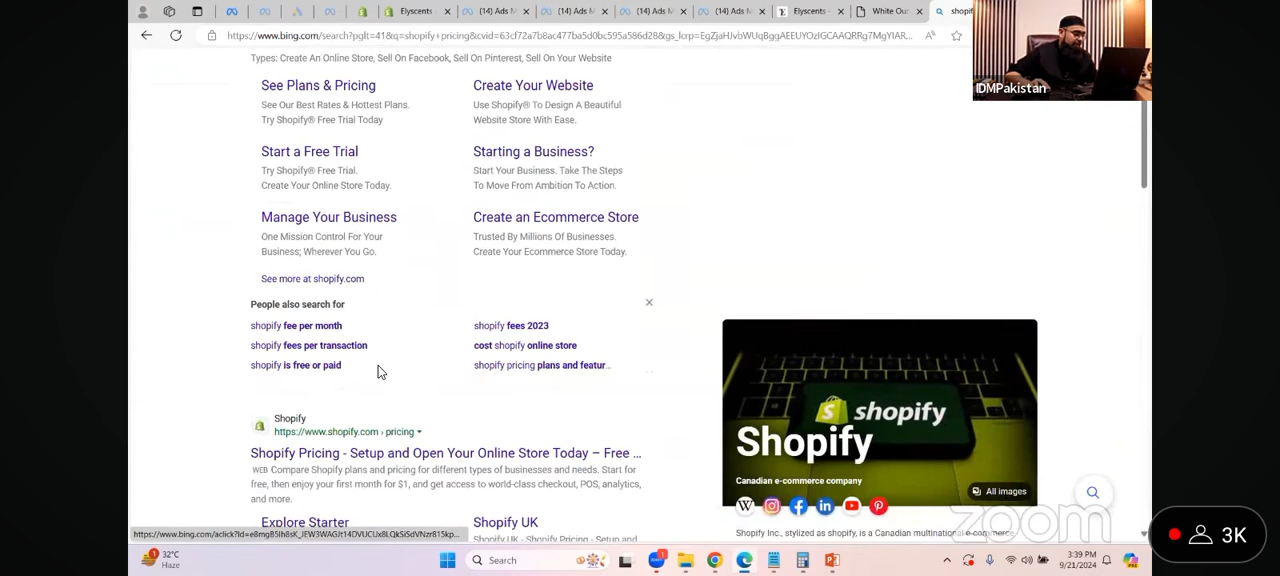 Elyscents
(14) Ads M
(14) Ads M
(14) Ads M
(14) Ads M
Elyscents -
White Ou
shopif
Types: Create An Online Store, Sell On Facebook, Sell On Pinterest, Sell On Your Website
See Plans & Pricing
See Our Best Rates & Hottest Plans.
Try Shopify® Free Trial Today
Create Your Website
Use Shopify® To Design A Beautiful
Website Store With Ease.
IDMPakistan
Start a Free Trial
Try Shopify® Free Trial.
Create Your Online Store Today.
Starting a Business?
Start Your Business. Take The Steps
To Move From Ambition To Action.
Manage Your Business
One Mission Control For Your
Business; Wherever You Go.
Create an Ecommerce Store
Trusted By Millions Of Businesses.
Create Your Ecommerce Store Today.
See more at shopify.com
People also search for
shopify fee per month
shopify fees 2023
shopify fees per transaction
cost shopify online store
shopify is free or paid
shopify pricing plans and featur...
Shopify
https://www.shopify.com › pricing
Shopify Pricing - Setup and Open Your Online Store Today – Free ...
WEB Compare Shopify plans and pricing for different types of businesses and needs. Start for
free, then enjoy your first month for $1, and get access to world-class checkout, POS, analytics,
and more.
Explore Starter
Shopify UK
Shopify UK - Shopify Pricing - Setup and
shopify
Shopify
Canadian e-commerce company
All images
Shopify Inc., stylized as shopify, is a Canadian multinational e-commerce
zoom
3K
32°C
Haze
Search
3:39 PM
9/21/2024